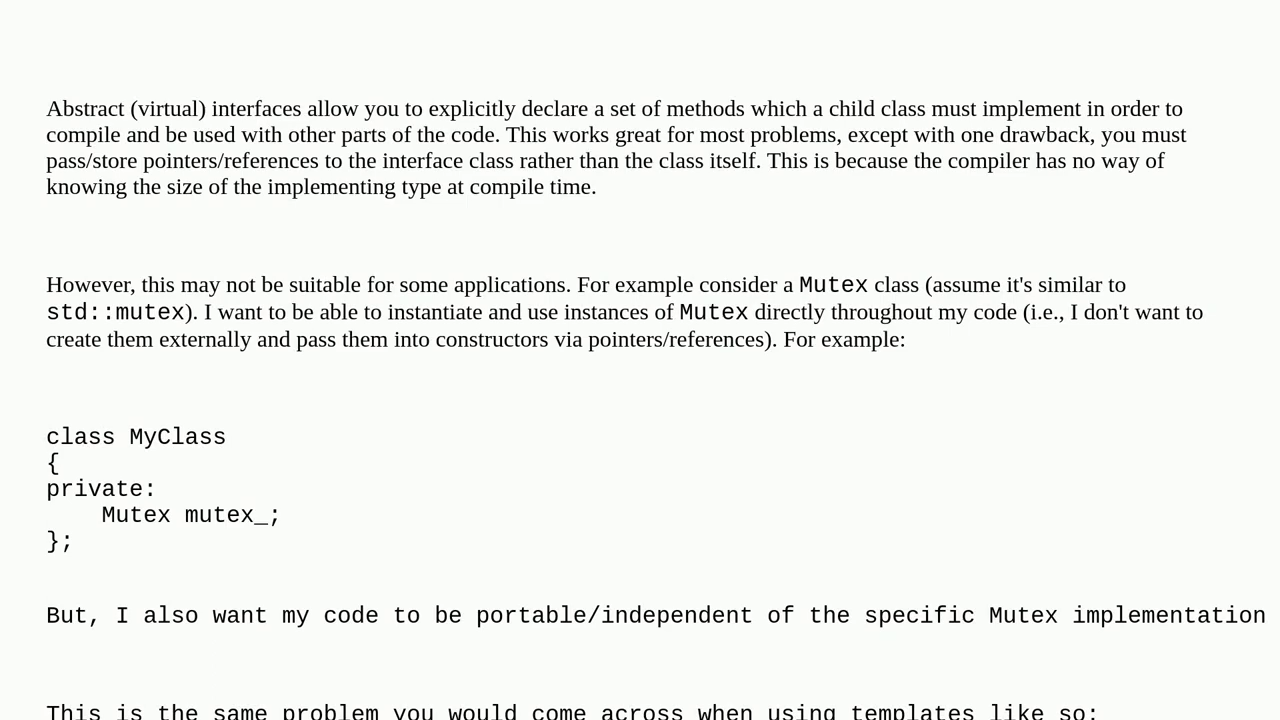 Abstract (virtual) interfaces allow you to explicitly declare a set of methods which a child class must implement in order to
compile and be used with other parts of the code. This works great for most problems, except with one drawback, you must
pass/store pointers/references to the interface class rather than the class itself. This is because the compiler has no way of
knowing the size of the implementing type at compile time.
However, this may not be suitable for some applications. For example consider a Mutex class (assume it's similar to
std::mutex). I want to be able to instantiate and use instances of Mutex directly throughout my code (i.e., I don't want to
create them externally and pass them into constructors via pointers/references). For example:
class MyClass
{
private:
    Mutex mutex_;
};
But, I also want my code to be portable/independent of the specific Mutex implementation
This is the same problem you would come across when using templates like so: